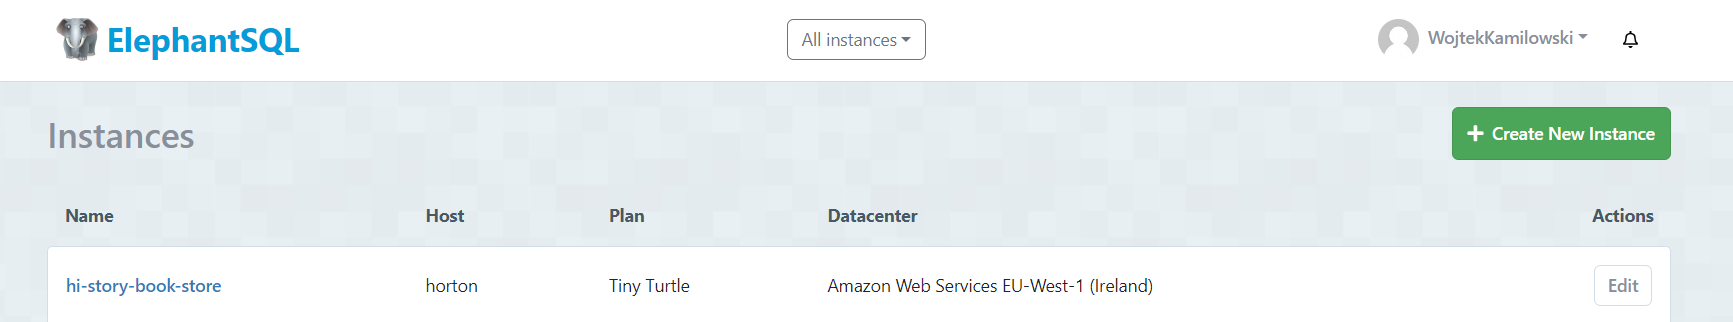 ElephantSQL All instances WojtekKamilowski
Instances Create New Instance
Name Host Plan Datacenter Actions
hi-story-book-store horton Tiny Turtle Amazon Web Services EU-West-1 (Ireland) Edit